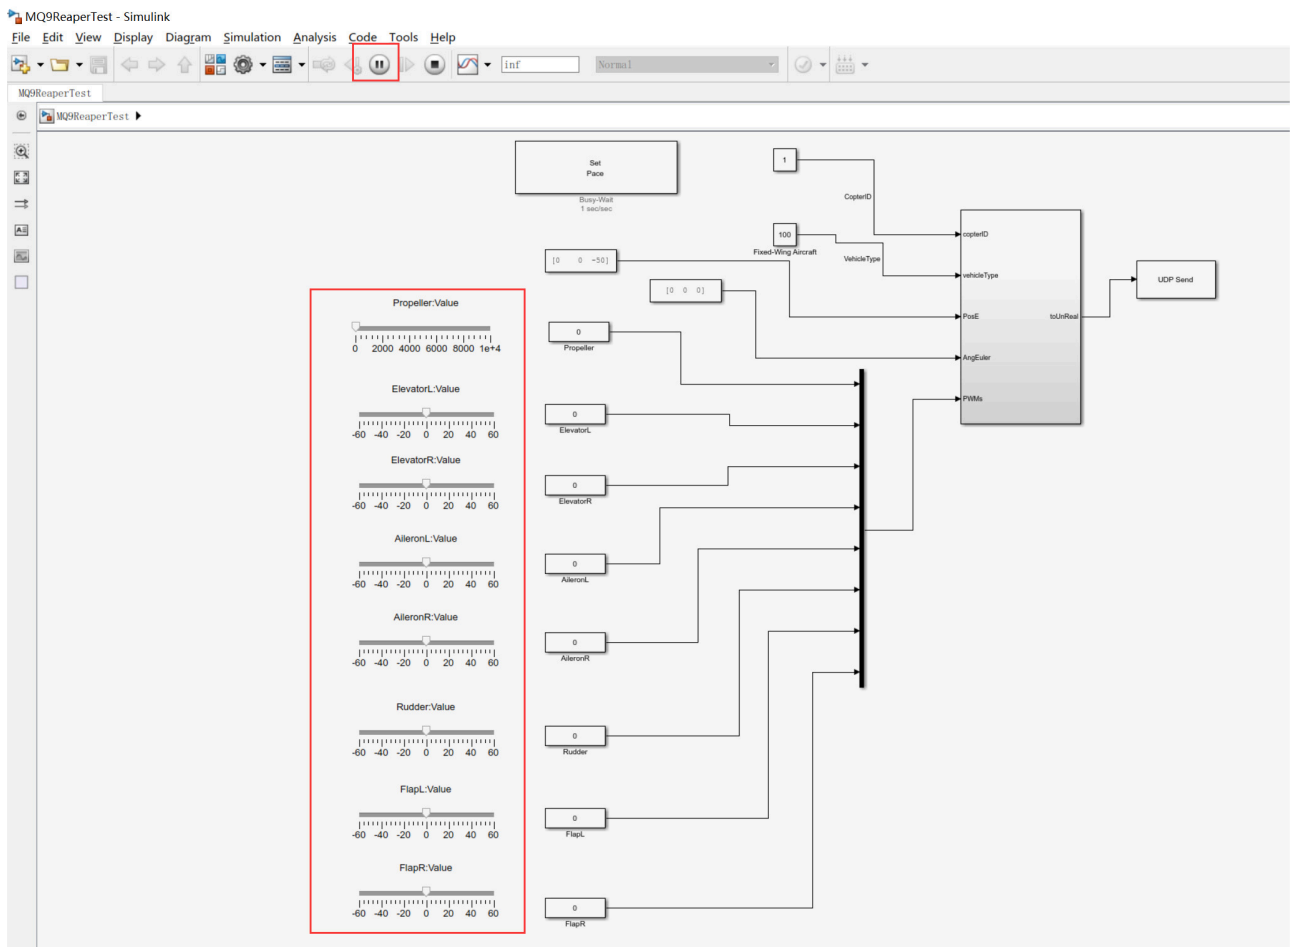 MQ9ReaperTest - Simulink
File Edit View Display Diagram Simulation Analysis Code Tools Help
inf Normal
MQ9ReaperTest
MQ9ReaperTest
Set
Pace
Busy-Wait
1 sec/sec
1
CopterID
100
Fixed-Wing Aircraft
VehicleType
[0 0 -50]
[0 0 0]
copterID
vehicleType
PosE
AngEuler
PWMs
toUnReal
UDP Send
Propeller:Value
0 2000 4000 6000 8000 1e+4
0
Propeller
ElevatorL:Value
-60 -40 -20 0 20 40 60
0
ElevatorL
ElevatorR:Value
-60 -40 -20 0 20 40 60
0
ElevatorR
AileronL:Value
-60 -40 -20 0 20 40 60
0
AileronL
AileronR:Value
-60 -40 -20 0 20 40 60
0
AileronR
Rudder:Value
-60 -40 -20 0 20 40 60
0
Rudder
FlapL:Value
-60 -40 -20 0 20 40 60
0
FlapL
FlapR:Value
-60 -40 -20 0 20 40 60
0
FlapR